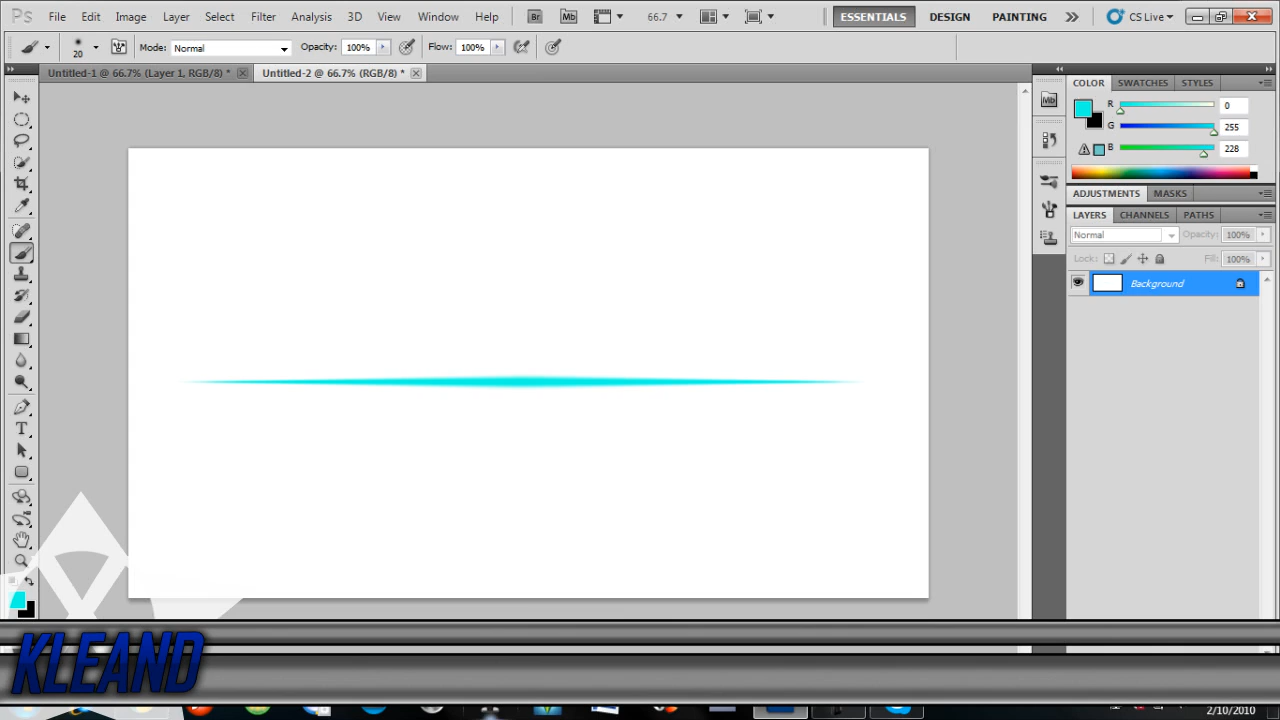 Ps File Edit Image Layer Select Filter Analysis 3D View Window Help Br Mb 66.7 ESSENTIALS DESIGN PAINTING CS Live
20 Mode: Normal Opacity: 100% Flow: 100%
Untitled-1 @ 66.7% (Layer 1, RGB/8) * Untitled-2 @ 66.7% (RGB/8) *
COLOR SWATCHES STYLES
Mb
R 0
G 255
B 228
ADJUSTMENTS MASKS
LAYERS CHANNELS PATHS
Normal Opacity: 100%
Lock: Fill: 100%
Background
T
KLEAND
2/10/2010